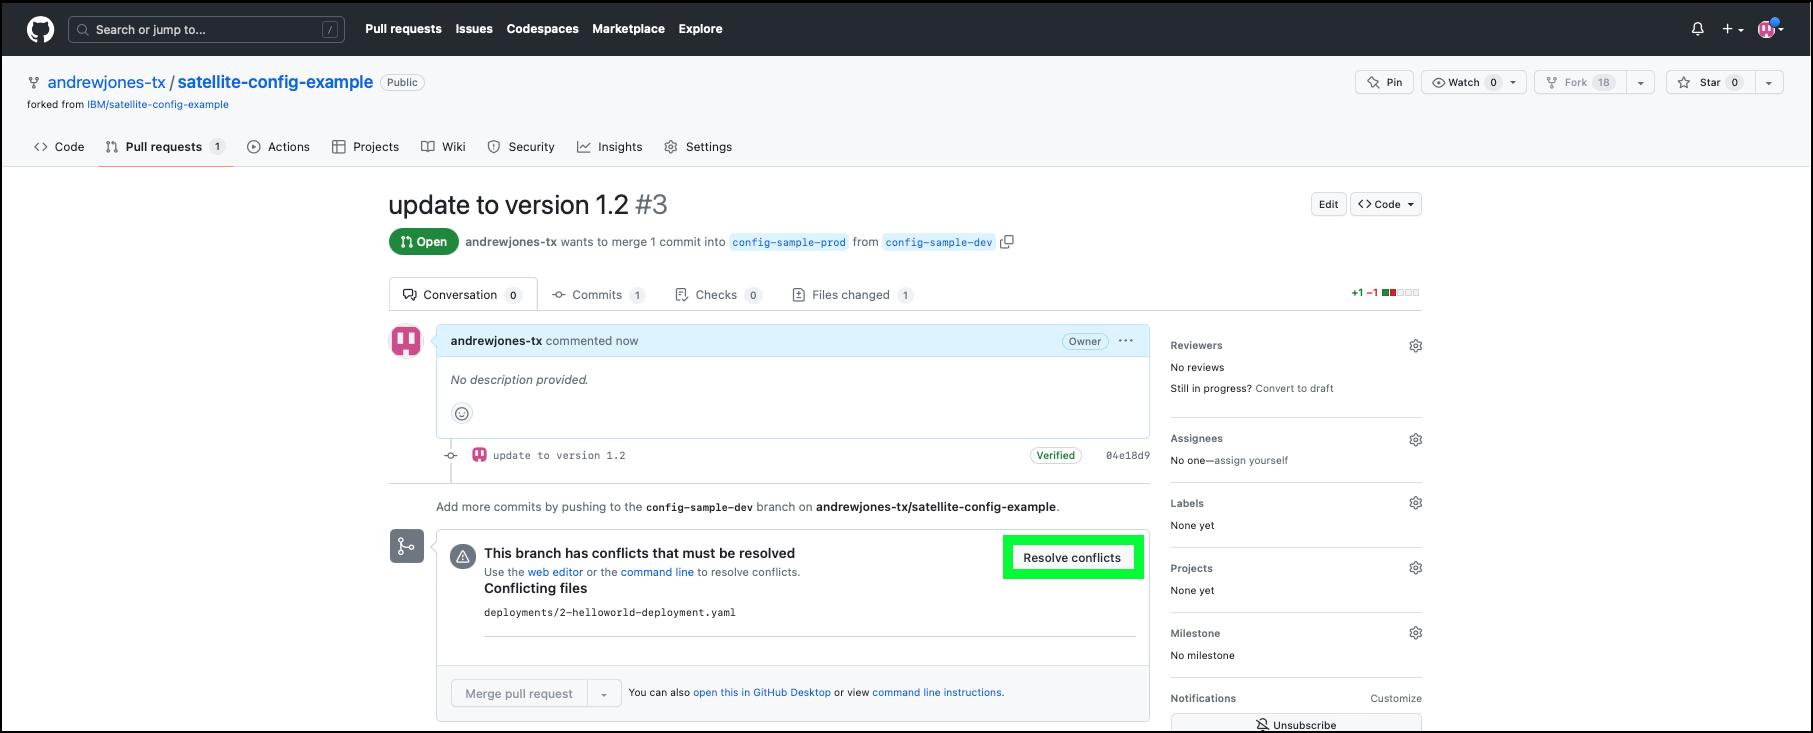 Search or jump to... / Pull requests Issues Codespaces Marketplace Explore
andrewjones-tx / satellite-config-example Public Pin Watch 0 Fork 18 Star 0
forked from IBM/satellite-config-example
Code Pull requests 1 Actions Projects Wiki Security Insights Settings
update to version 1.2 #3 Edit <> Code
Open andrewjones-tx wants to merge 1 commit into config-sample-prod from config-sample-dev
Conversation 0 Commits 1 Checks 0 Files changed 1 +1 −1
andrewjones-tx commented now Owner ...
No description provided.
update to version 1.2 Verified 04e18d9
Add more commits by pushing to the config-sample-dev branch on andrewjones-tx/satellite-config-example.
This branch has conflicts that must be resolved
Use the web editor or the command line to resolve conflicts.
Resolve conflicts
Conflicting files
deployments/2-helloworld-deployment.yaml
Merge pull request You can also open this in GitHub Desktop or view command line instructions.
Reviewers
No reviews
Still in progress? Convert to draft
Assignees
No one—assign yourself
Labels
None yet
Projects
None yet
Milestone
No milestone
Notifications Customize
Unsubscribe